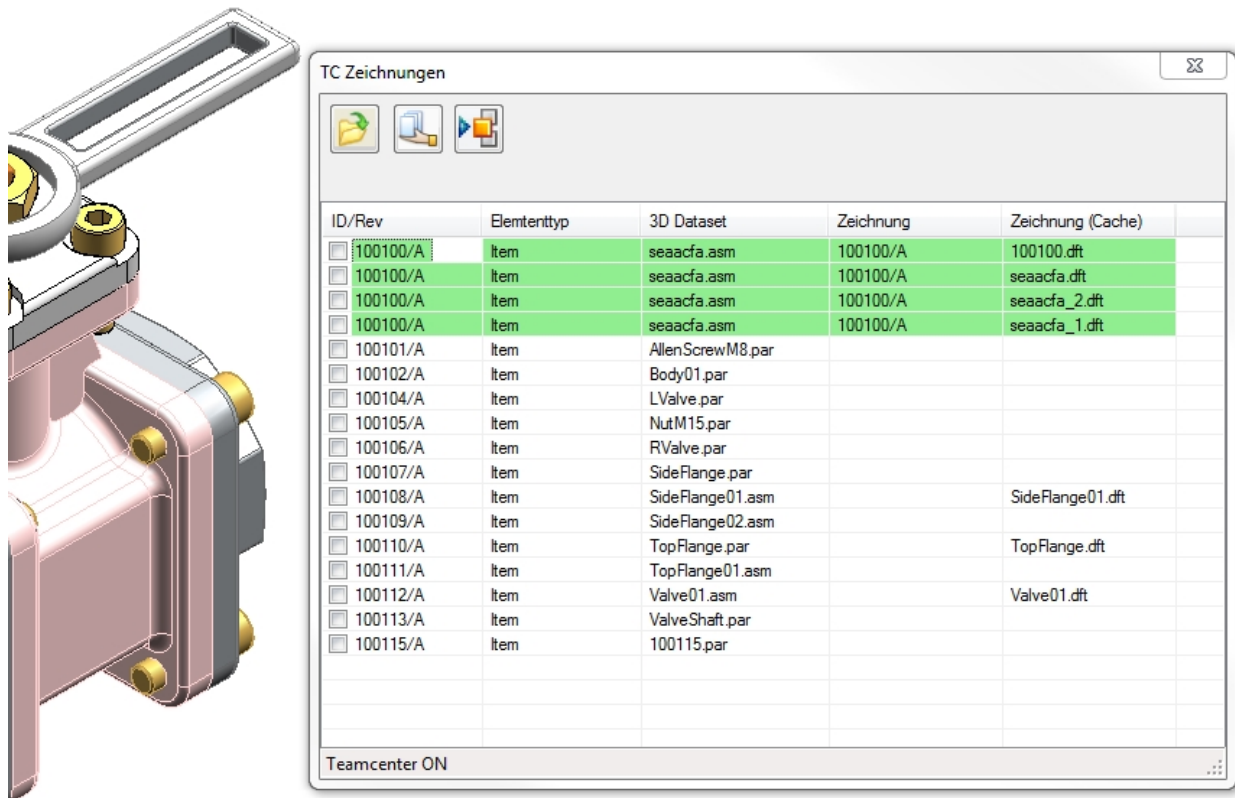 TC Zeichnungen
ID/Rev Elemtenttyp 3D Dataset Zeichnung Zeichnung (Cache)
100100/A Item seaacfa.asm 100100/A 100100.dft
100100/A Item seaacfa.asm 100100/A seaacfa.dft
100100/A Item seaacfa.asm 100100/A seaacfa_2.dft
100100/A Item seaacfa.asm 100100/A seaacfa_1.dft
100101/A Item AllenScrewM8.par
100102/A Item Body01.par
100104/A Item LValve.par
100105/A Item NutM15.par
100106/A Item RValve.par
100107/A Item SideFlange.par
100108/A Item SideFlange01.asm SideFlange01.dft
100109/A Item SideFlange02.asm
100110/A Item TopFlange.par TopFlange.dft
100111/A Item TopFlange01.asm
100112/A Item Valve01.asm Valve01.dft
100113/A Item ValveShaft.par
100115/A Item 100115.par
Teamcenter ON